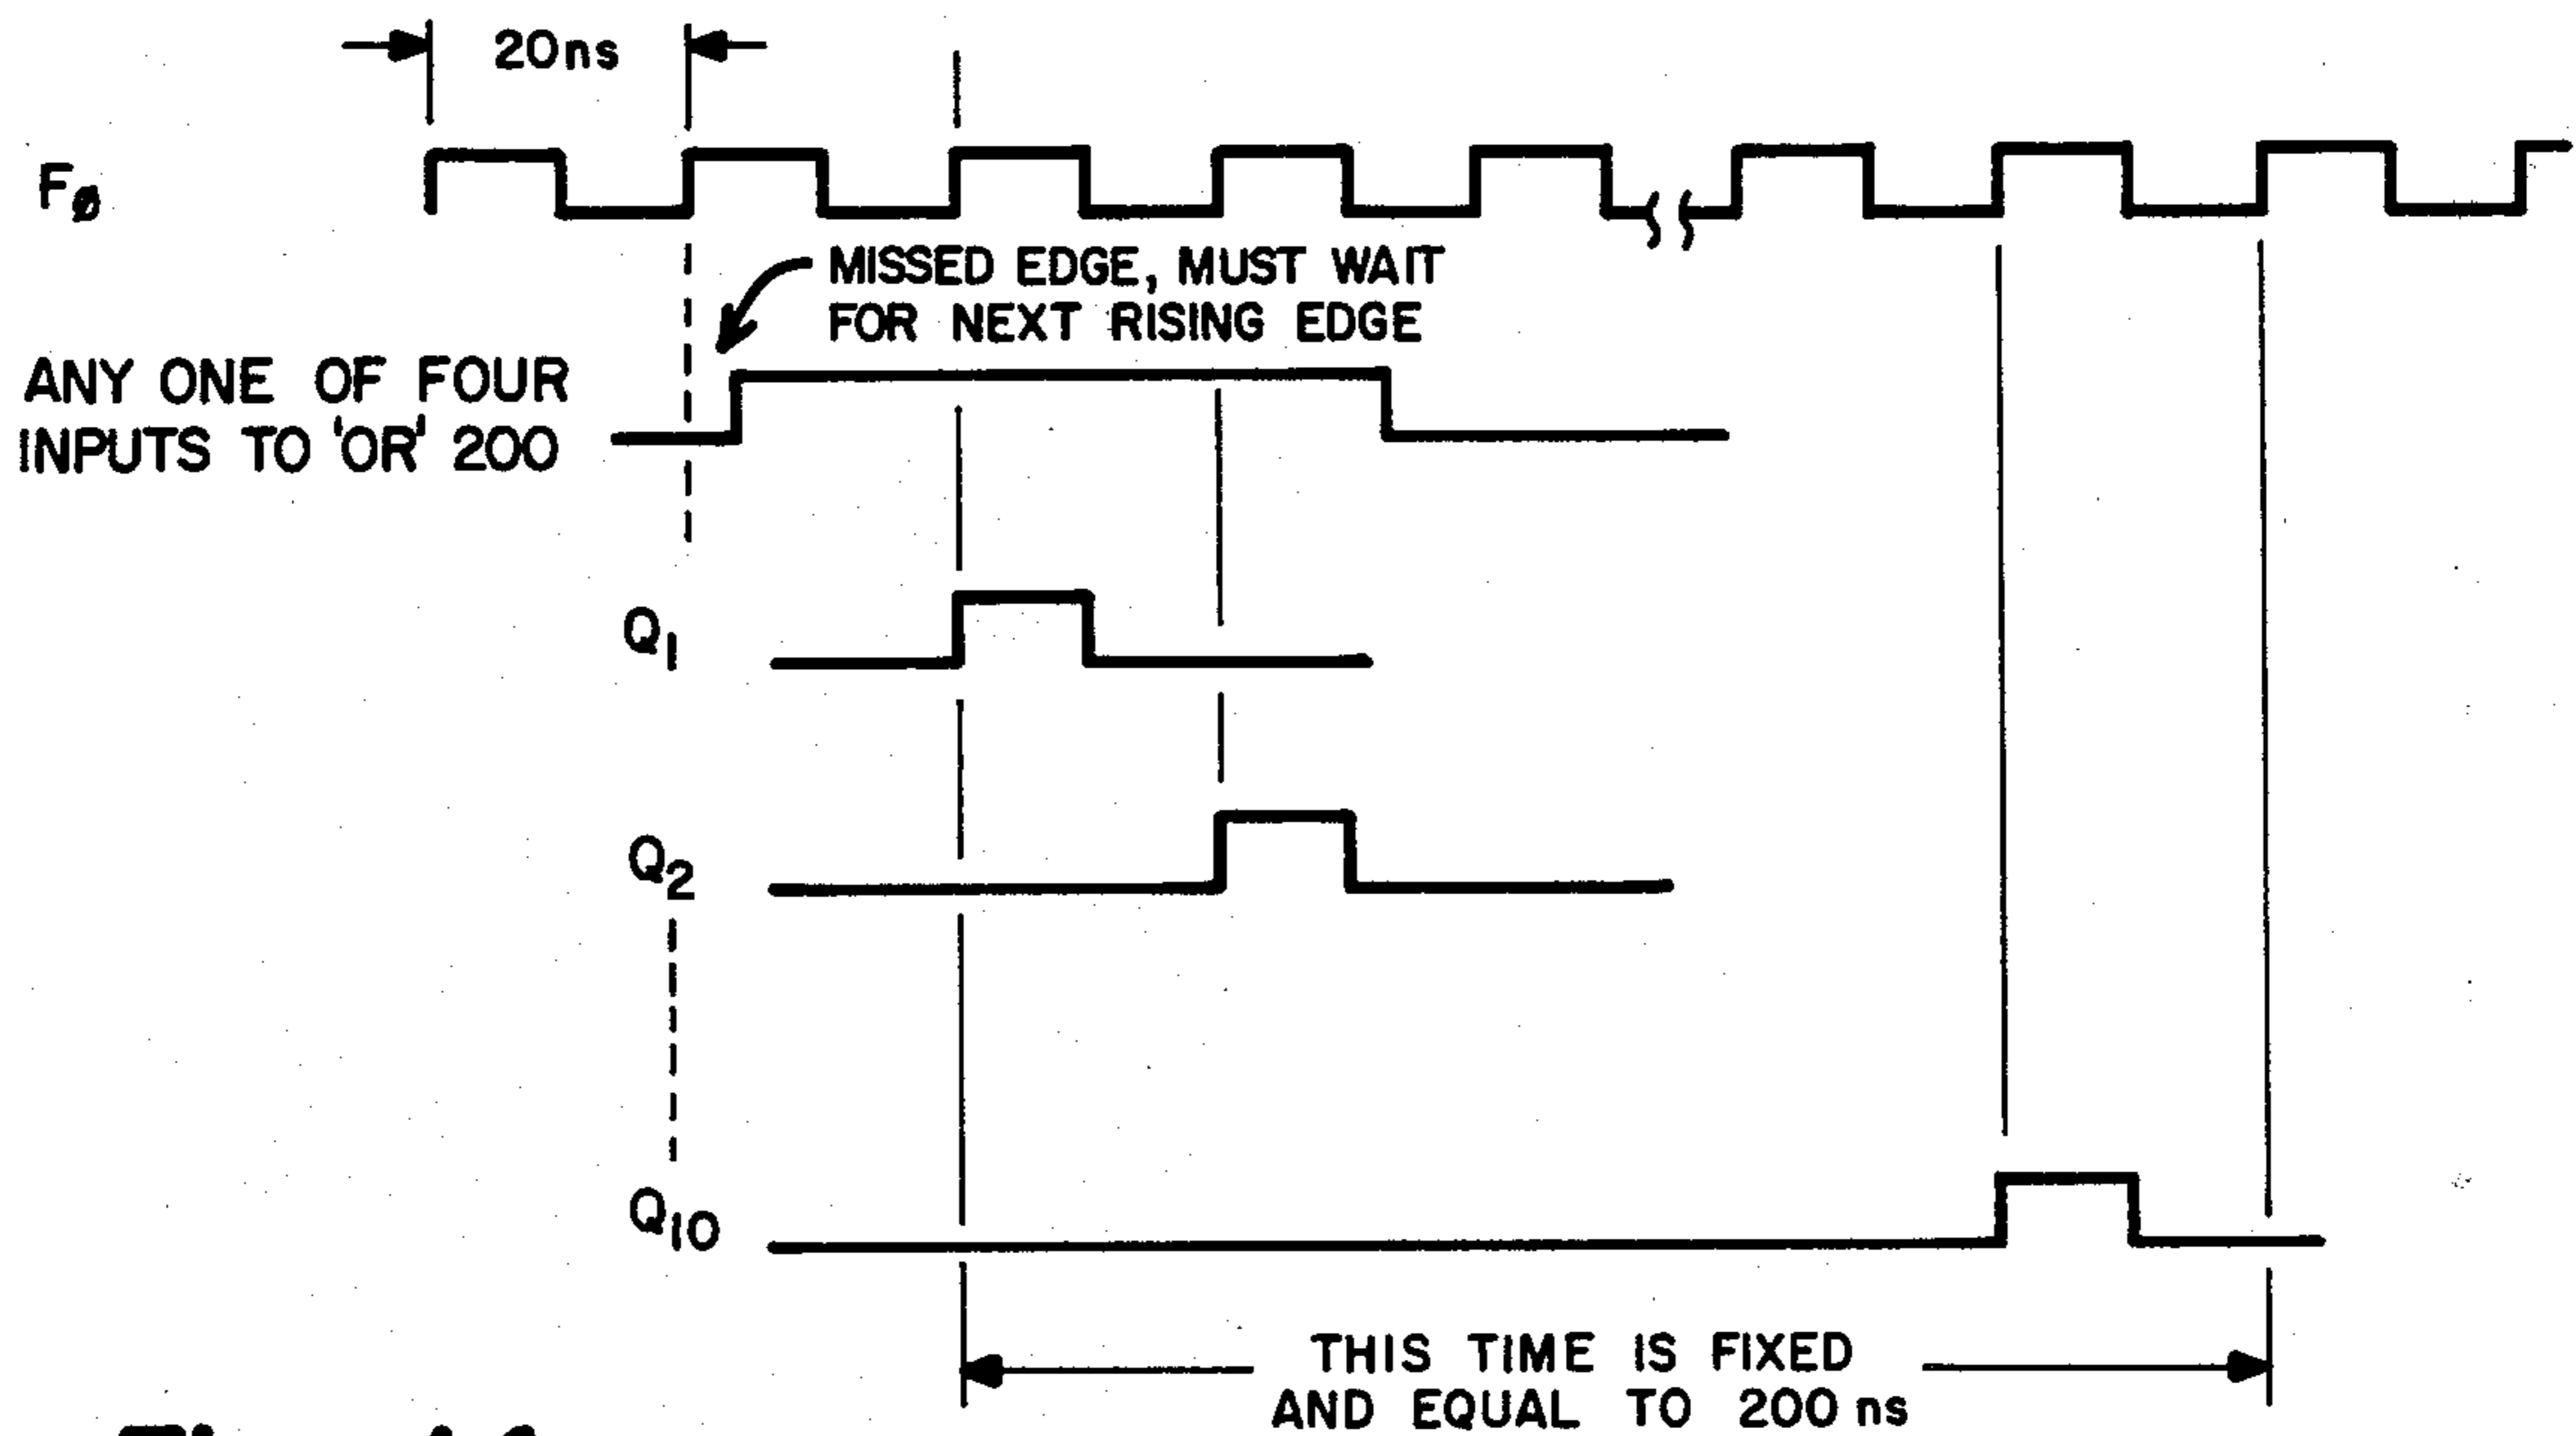 20ns
FØ
MISSED EDGE, MUST WAIT
FOR NEXT RISING EDGE
ANY ONE OF FOUR
INPUTS TO 'OR' 200
Q1
Q2
Q10
THIS TIME IS FIXED
AND EQUAL TO 200 ns